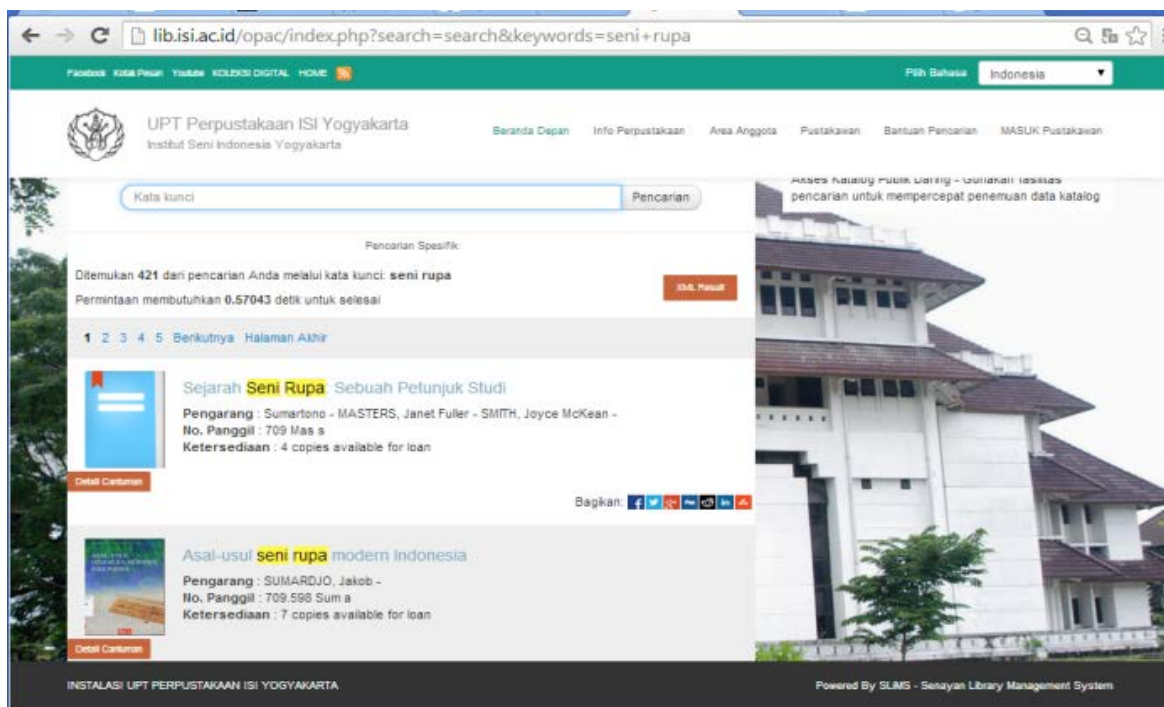 lib.isi.ac.id/opac/index.php?search=search&keywords=seni+rupa
Facebook Kotak Pesan Youtube KOLEKSI DIGITAL HOME
Pilih Bahasa Indonesia
UPT Perpustakaan ISI Yogyakarta
Institut Seni Indonesia Yogyakarta
Beranda Depan Info Perpustakaan Area Anggota Pustakawan Bantuan Pencarian MASUK Pustakawan
Akses Katalog Publik Daring - Gunakan fasilitas
pencarian untuk mempercepat penemuan data katalog
Kata kunci Pencarian
Pencarian Spesifik
Ditemukan 421 dari pencarian Anda melalui kata kunci: seni rupa
Permintaan membutuhkan 0.57043 detik untuk selesai
XML Result
1 2 3 4 5 Berikutnya Halaman Akhir
Sejarah Seni Rupa: Sebuah Petunjuk Studi
Pengarang : Sumartono - MASTERS, Janet Fuller - SMITH, Joyce McKean -
No. Panggil : 709 Mas s
Ketersediaan : 4 copies available for loan
Detail Cantuman
Bagikan:
Asal-usul seni rupa modern Indonesia
Pengarang : SUMARDJO, Jakob -
No. Panggil : 709.598 Sum a
Ketersediaan : 7 copies available for loan
Detail Cantuman
INSTALASI UPT PERPUSTAKAAN ISI YOGYAKARTA
Powered By SLiMS - Senayan Library Management System